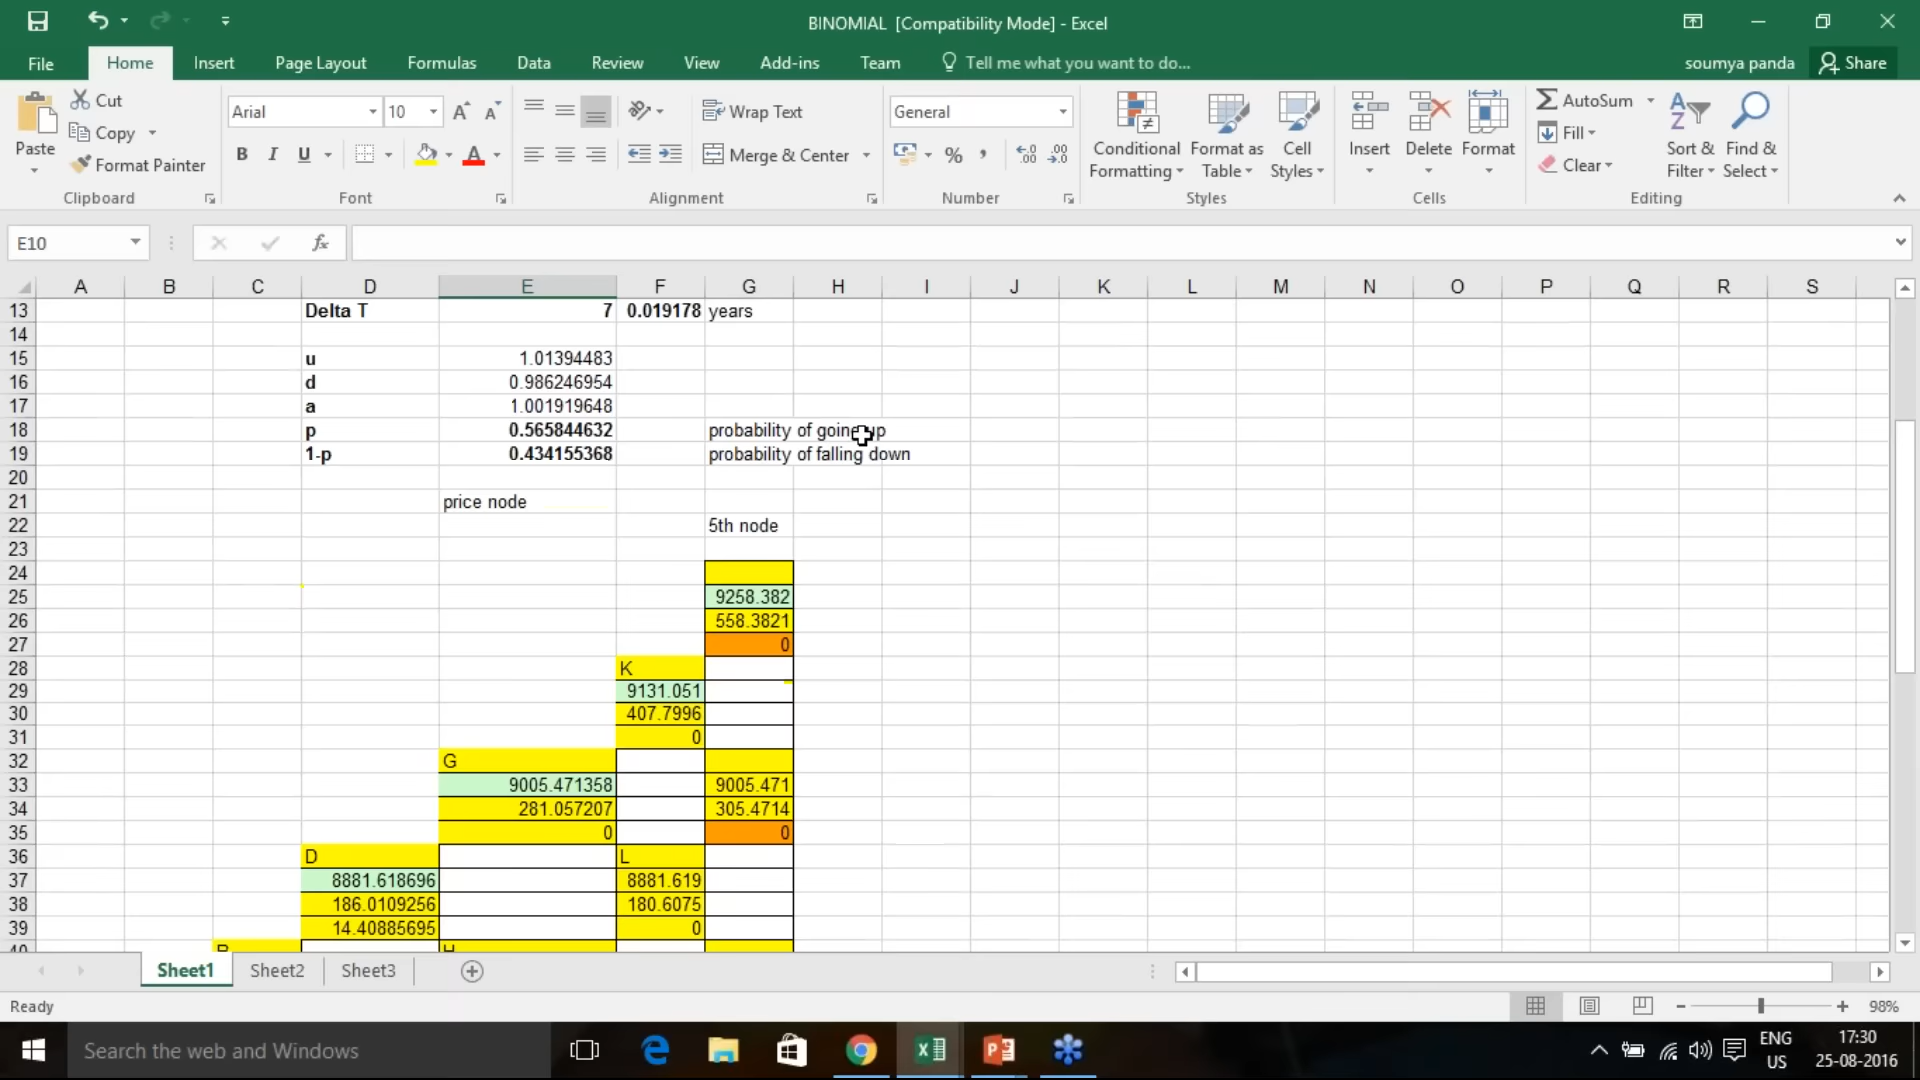 BINOMIAL [Compatibility Mode] - Excel
File Home Insert Page Layout Formulas Data Review View Add-ins Team Tell me what you want to do... soumya panda Share
Cut
Copy
Format Painter
Paste
Clipboard
Arial 10
B I U
Font
Wrap Text
Merge & Center
Alignment
General
%
Number
Conditional Formatting
Format as Table
Cell Styles
Styles
Insert Delete Format
Cells
AutoSum
Fill
Clear
Sort & Filter
Find & Select
Editing
E10 fx
A B C D E F G H I J K L M N O P Q R S
13 Delta T 7 0.019178 years
14
15 u 1.01394483
16 d 0.986246954
17 a 1.001919648
18 p 0.565844632 probability of going up
19 1-p 0.434155368 probability of falling down
20
21 price node
22 5th node
23
24
25 9258.382
26 558.3821
27 0
28 K
29 9131.051
30 407.7996
31 0
32 G
33 9005.471358 9005.471
34 281.057207 305.4714
35 0 0
36 D L
37 8881.618696 8881.619
38 186.0109256 180.6075
39 14.40885695 0
Sheet1 Sheet2 Sheet3
Ready 98%
Search the web and Windows
ENG US
17:30
25-08-2016